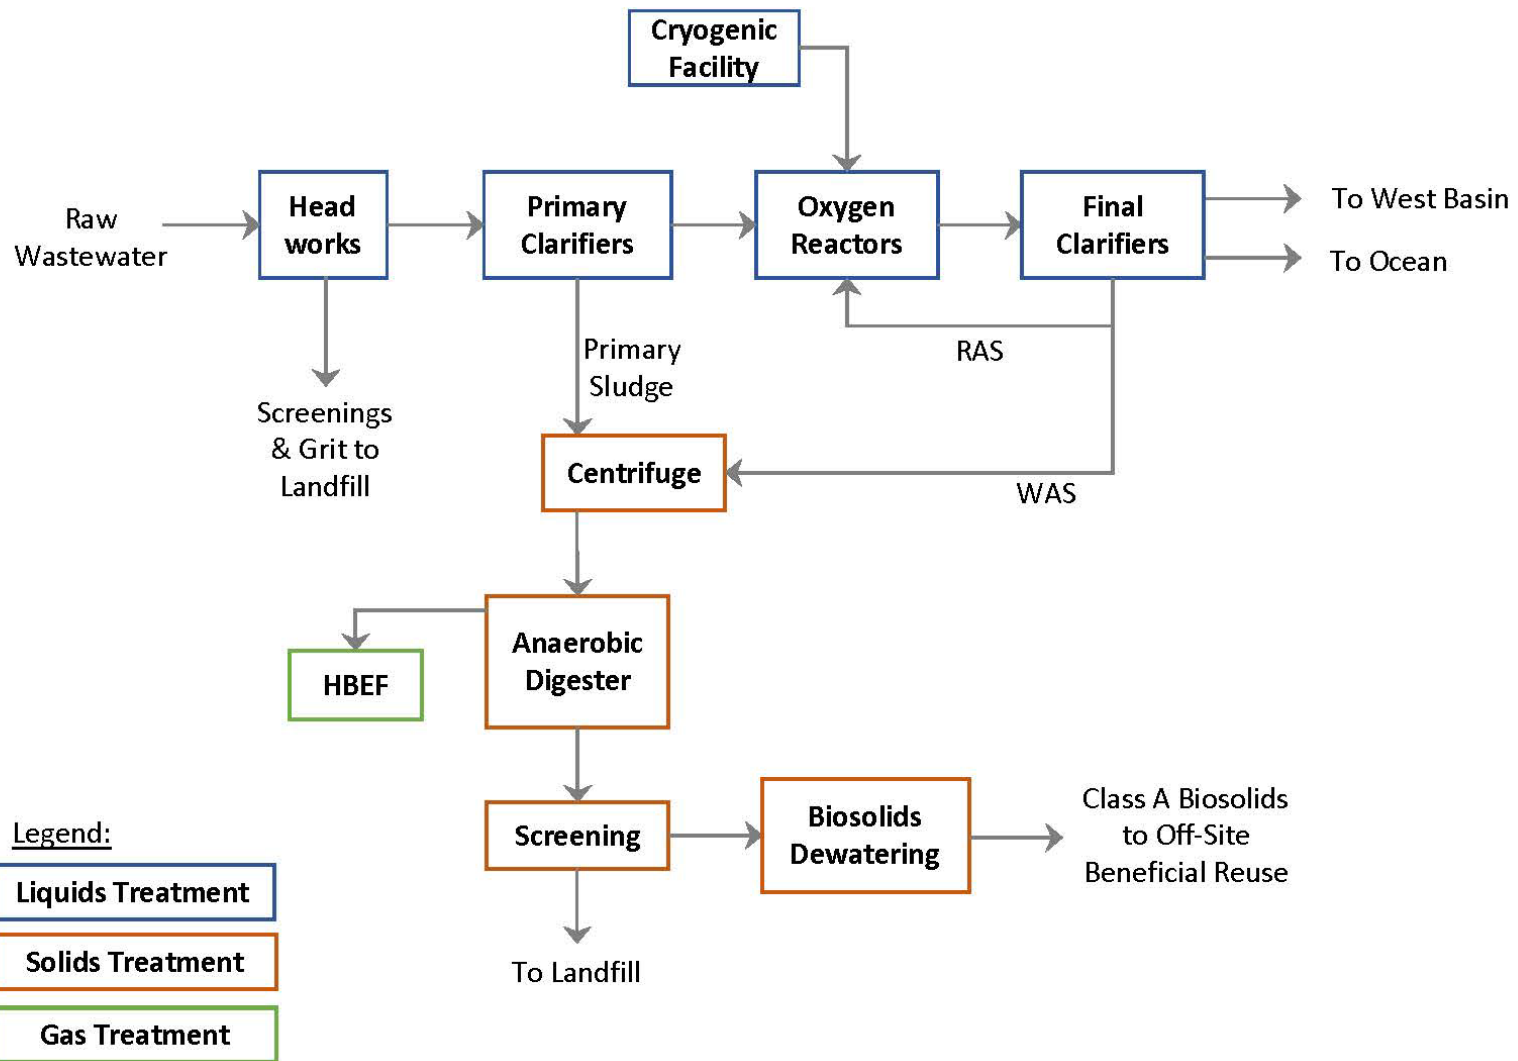 Cryogenic
Facility
Raw
Wastewater
Head
works
Primary
Clarifiers
Oxygen
Reactors
Final
Clarifiers
To West Basin
To Ocean
Primary
Sludge
RAS
Screenings
& Grit to
Landfill
Centrifuge
WAS
Anaerobic
Digester
HBEF
Screening
Biosolids
Dewatering
Class A Biosolids
to Off-Site
Beneficial Reuse
To Landfill
Legend:
Liquids Treatment
Solids Treatment
Gas Treatment